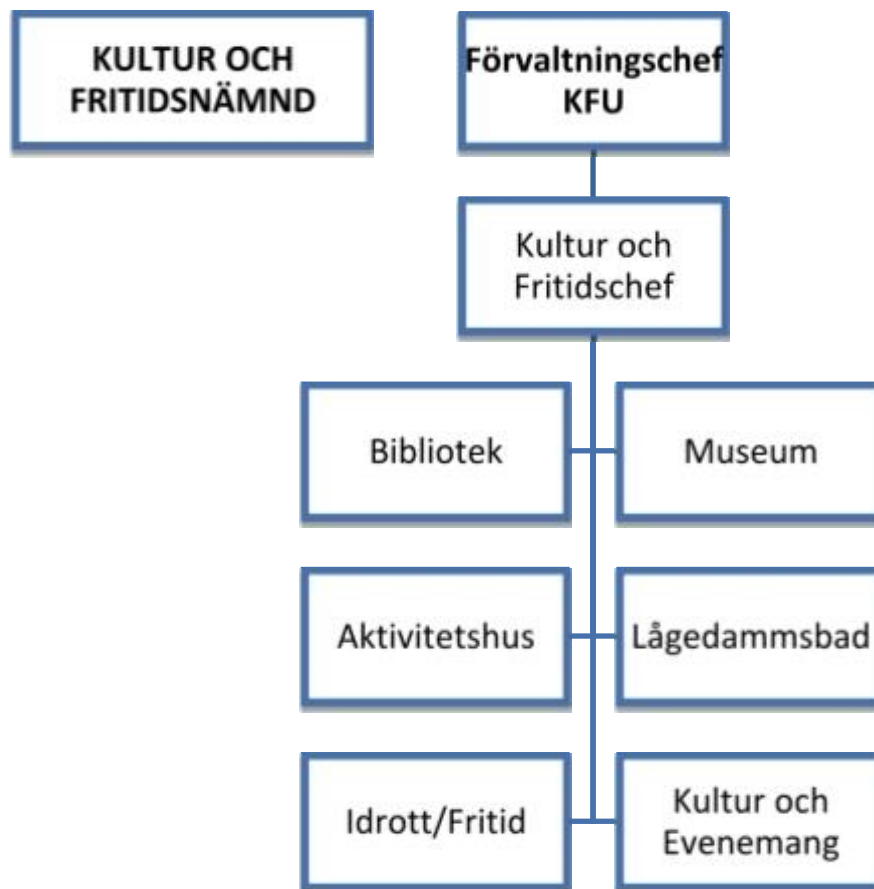 KULTUR OCH
FRITIDSNÄMND
Förvaltningschef
KFU
Kultur och
Fritidschef
Bibliotek
Museum
Aktivitetshus
Lågedammsbad
Idrott/Fritid
Kultur och
Evenemang